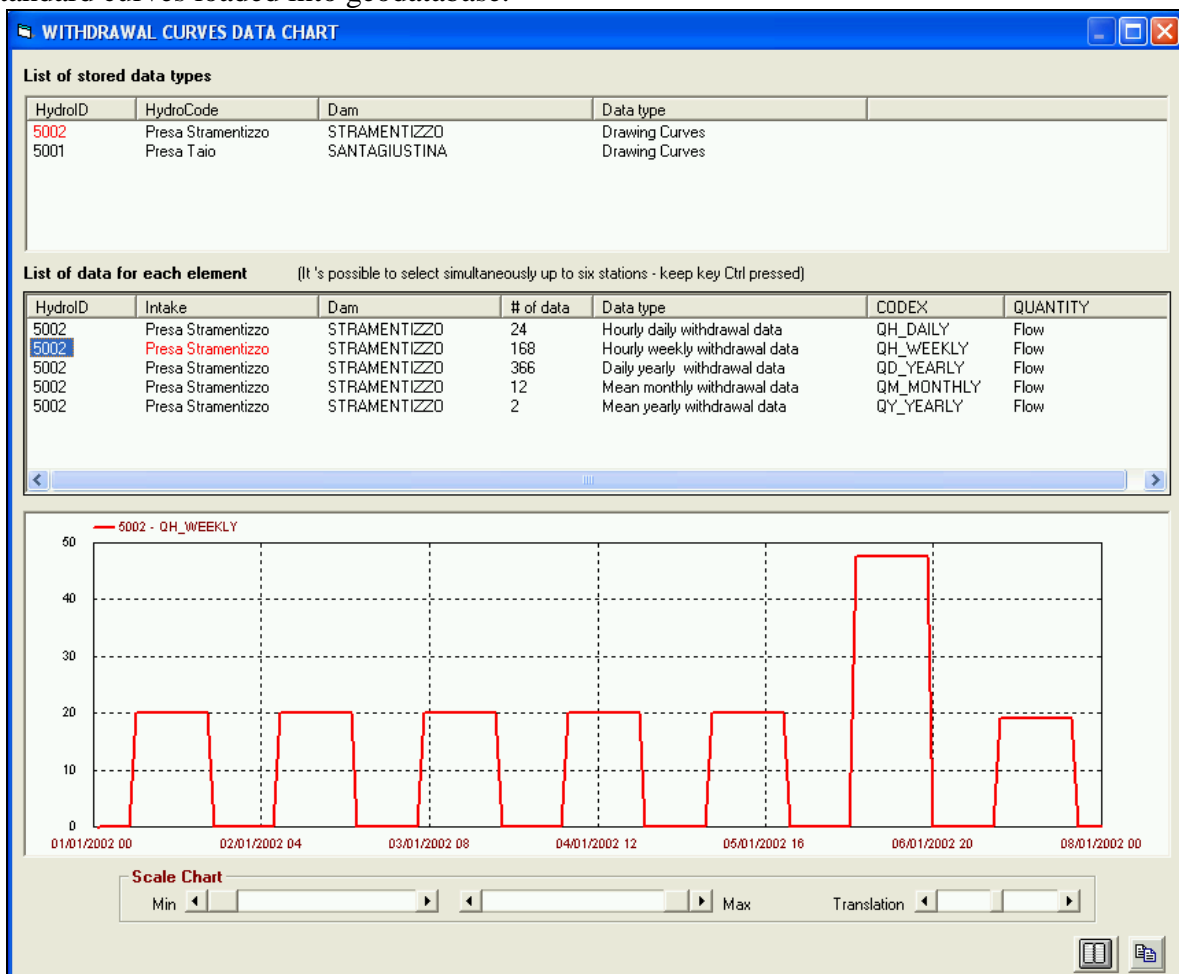 tandard curves loaded into geodatabase.
WITHDRAWAL CURVES DATA CHART
List of stored data types
HydroID HydroCode Dam Data type
5002 Presa Stramentizzo STRAMENTIZZO Drawing Curves
5001 Presa Taio SANTAGIUSTINA Drawing Curves
List of data for each element (It 's possible to select simultaneously up to six stations - keep key Ctrl pressed)
HydroID Intake Dam # of data Data type CODEX QUANTITY
5002 Presa Stramentizzo STRAMENTIZZO 24 Hourly daily withdrawal data QH_DAILY Flow
5002 Presa Stramentizzo STRAMENTIZZO 168 Hourly weekly withdrawal data QH_WEEKLY Flow
5002 Presa Stramentizzo STRAMENTIZZO 366 Daily yearly withdrawal data QD_YEARLY Flow
5002 Presa Stramentizzo STRAMENTIZZO 12 Mean monthly withdrawal data QM_MONTHLY Flow
5002 Presa Stramentizzo STRAMENTIZZO 2 Mean yearly withdrawal data QY_YEARLY Flow
5002 - QH_WEEKLY
50
40
30
20
10
0
01/01/2002 00 02/01/2002 04 03/01/2002 08 04/01/2002 12 05/01/2002 16 06/01/2002 20 08/01/2002 00
Scale Chart
Min Max Translation